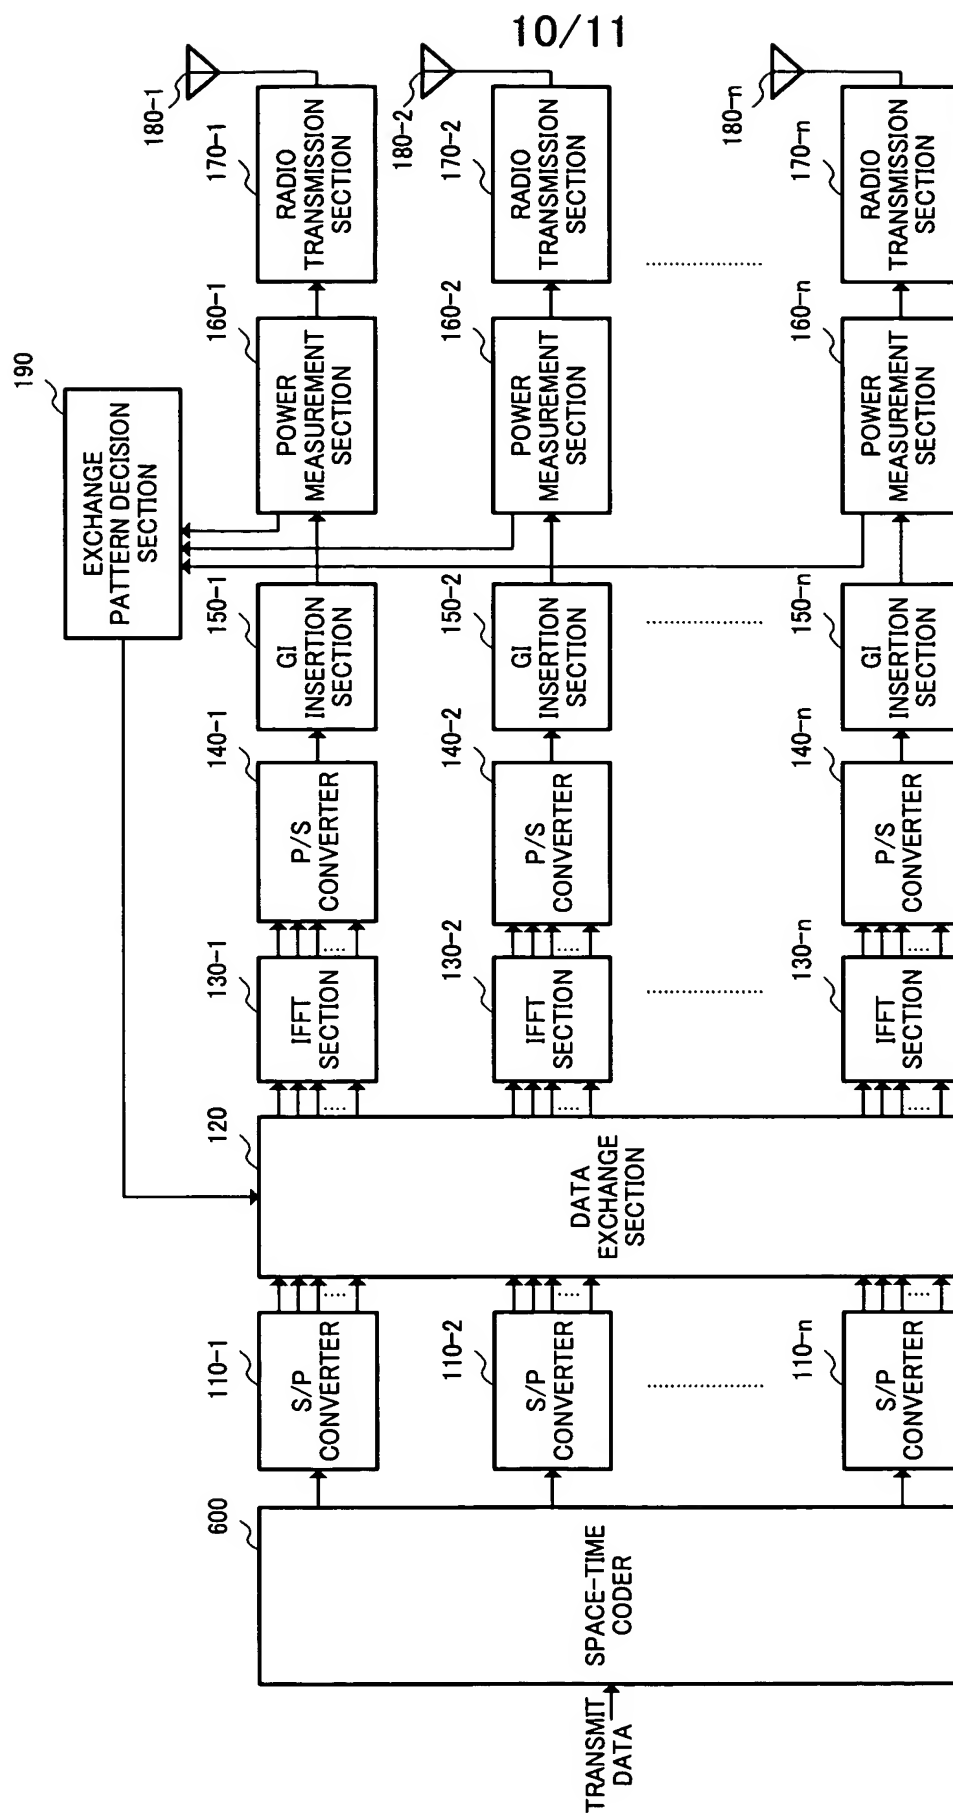 10/11
190
EXCHANGE
PATTERN DECISION
SECTION
600
SPACE-TIME
CODER
TRANSMIT
DATA
110-1
S/P
CONVERTER
120
DATA
EXCHANGE
SECTION
130-1
IFFT
SECTION
140-1
P/S
CONVERTER
150-1
GI
INSERTION
SECTION
160-1
POWER
MEASUREMENT
SECTION
170-1
RADIO
TRANSMISSION
SECTION
180-1
110-2
S/P
CONVERTER
130-2
IFFT
SECTION
140-2
P/S
CONVERTER
150-2
GI
INSERTION
SECTION
160-2
POWER
MEASUREMENT
SECTION
170-2
RADIO
TRANSMISSION
SECTION
180-2
110-n
S/P
CONVERTER
130-n
IFFT
SECTION
140-n
P/S
CONVERTER
150-n
GI
INSERTION
SECTION
160-n
POWER
MEASUREMENT
SECTION
170-n
RADIO
TRANSMISSION
SECTION
180-n